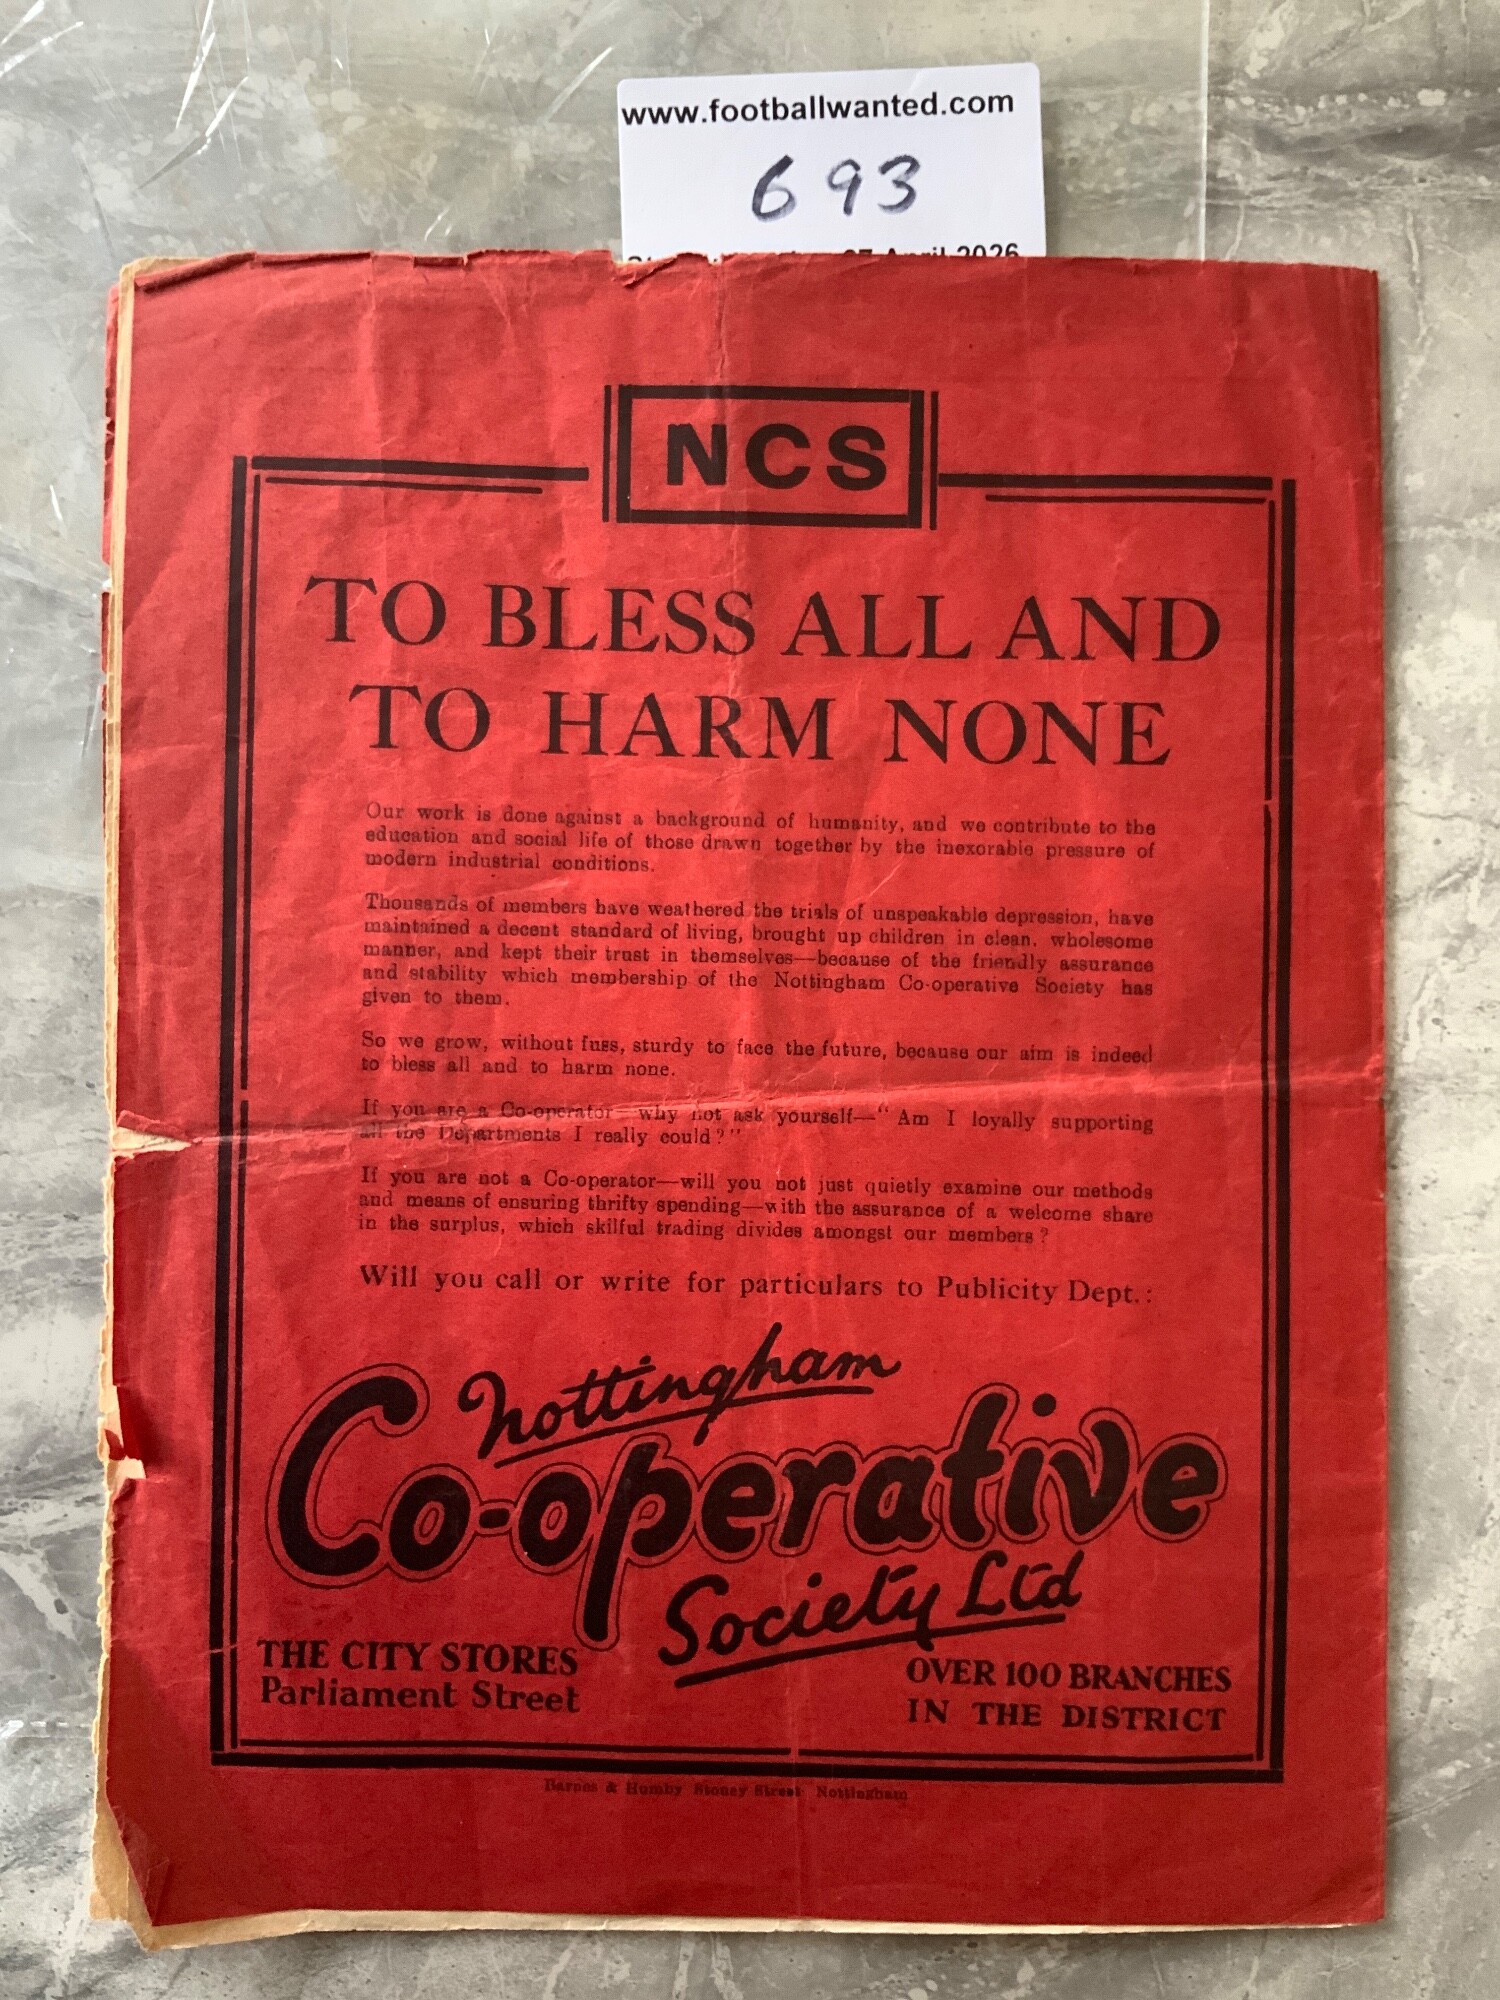 www.footballwanted.com
693
April 2026
NCS
TO BLESS ALL AND
TO HARM NONE
Our work is done against a background of humanity, and we contribute to the
education and social life of those drawn together by the inexorable pressure of
modern industrial conditions.
Thousands of members have weathered the trials of unspeakable depression, have
maintained a decent standard of living, brought up children in clean, wholesome
manner, and kept their trust in themselves—because of the friendly assurance
and stability which membership of the Nottingham Co-operative Society has
given to them.
So we grow, without fuss, sturdy to face the future, because our aim is indeed
to bless all and to harm none.
If you are a Co-operator—why not ask yourself—"Am I loyally supporting
all the Departments I really could?"
If you are not a Co-operator—will you not just quietly examine our methods
and means of ensuring thrifty spending—with the assurance of a welcome share
in the surplus, which skilful trading divides amongst our members?
Will you call or write for particulars to Publicity Dept.:
Nottingham
Co-operative
Society Ltd
THE CITY STORES
Parliament Street
OVER 100 BRANCHES
IN THE DISTRICT
Barnes & Humby Stoney Street Nottingham